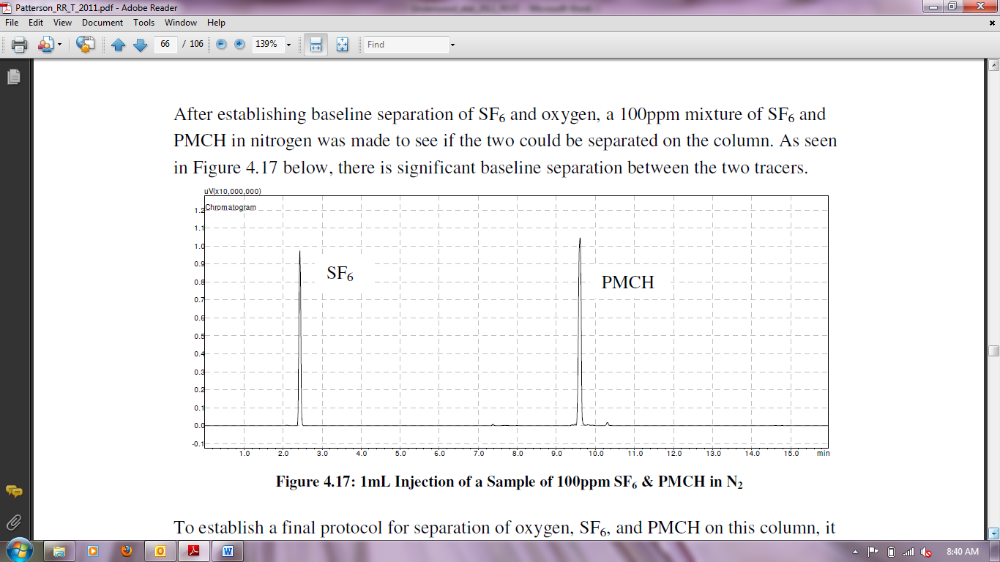 Patterson_RR_T_2011.pdf - Adobe Reader
File Edit View Document Tools Window Help
66 / 106 139% Find
After establishing baseline separation of SF6 and oxygen, a 100ppm mixture of SF6 and
PMCH in nitrogen was made to see if the two could be separated on the column. As seen
in Figure 4.17 below, there is significant baseline separation between the two tracers.
uV(x10,000,000)
Chromatogram
1.2
1.1
1.0
0.9
0.8
0.7
0.6
0.5
0.4
0.3
0.2
0.1
0.0
-0.1
SF6
PMCH
1.0 2.0 3.0 4.0 5.0 6.0 7.0 8.0 9.0 10.0 11.0 12.0 13.0 14.0 15.0 min
Figure 4.17: 1mL Injection of a Sample of 100ppm SF6 & PMCH in N2
To establish a final protocol for separation of oxygen, SF6, and PMCH on this column, it
8:40 AM